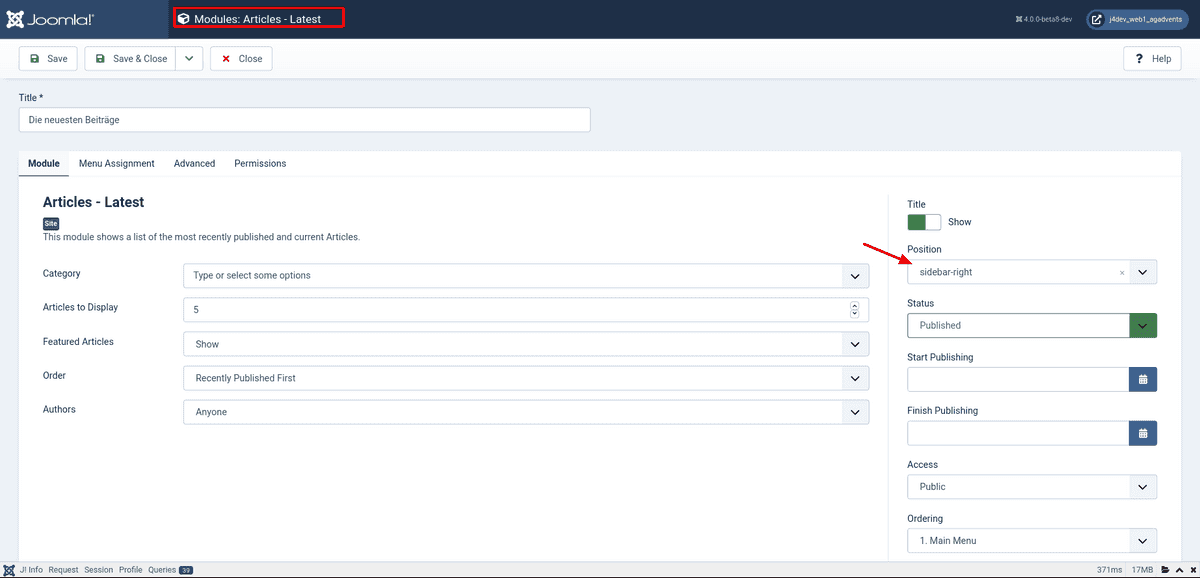 Joomla!® Modules: Articles - Latest 4.0.0-beta8-dev j4dev_web1_agadvents
Save Save & Close Close ? Help
Title *
Die neuesten Beiträge
Module Menu Assignment Advanced Permissions
Articles - Latest
Site
This module shows a list of the most recently published and current Articles.
Category Type or select some options
Articles to Display 5
Featured Articles Show
Order Recently Published First
Authors Anyone
Title
Show
Position
sidebar-right ×
Status
Published
Start Publishing
Finish Publishing
Access
Public
Ordering
1. Main Menu
J! Info Request Session Profile Queries 39 371ms 17MB